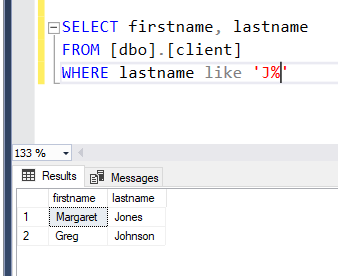 SELECT firstname, lastname
FROM [dbo].[client]
WHERE lastname like 'J%'
133 %
Results Messages
firstname lastname
1 Margaret Jones
2 Greg Johnson